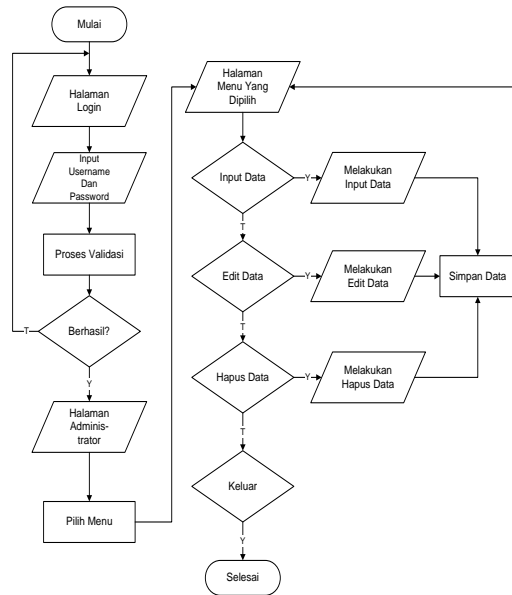 Mulai
Halaman
Login
Input
Username
Dan
Password
Proses Validasi
Berhasil?
T
Y
Halaman
Adminis-
trator
Pilih Menu
Halaman
Menu Yang
Dipilih
Input Data
Y
Melakukan
Input Data
T
Edit Data
Y
Melakukan
Edit Data
Simpan Data
T
Hapus Data
Y
Melakukan
Hapus Data
T
Keluar
Y
Selesai